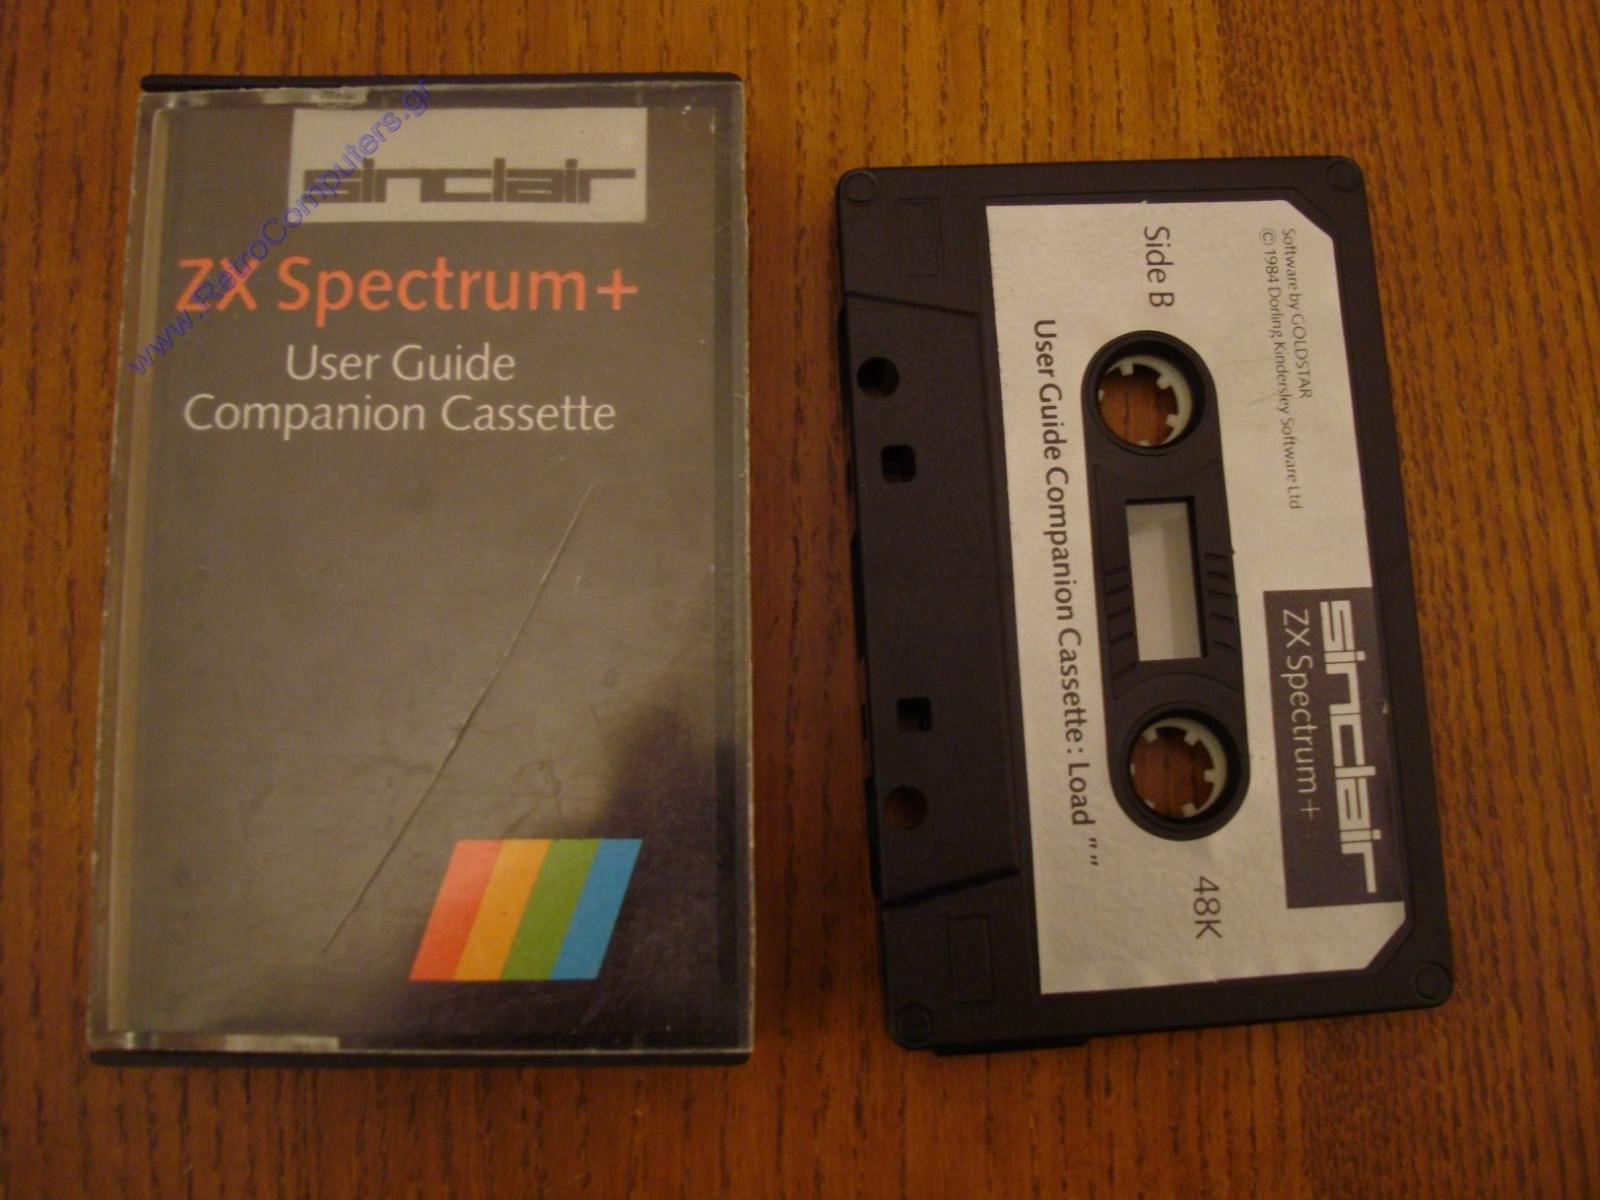 sinclair
ZX Spectrum+
User Guide
Companion Cassette
www.RetroComputers.gr
Software by GOLDSTAR
© 1984 Dorling Kindersley Software Ltd
sinclair
ZX Spectrum+
Side B
48K
User Guide Companion Cassette : Load " "